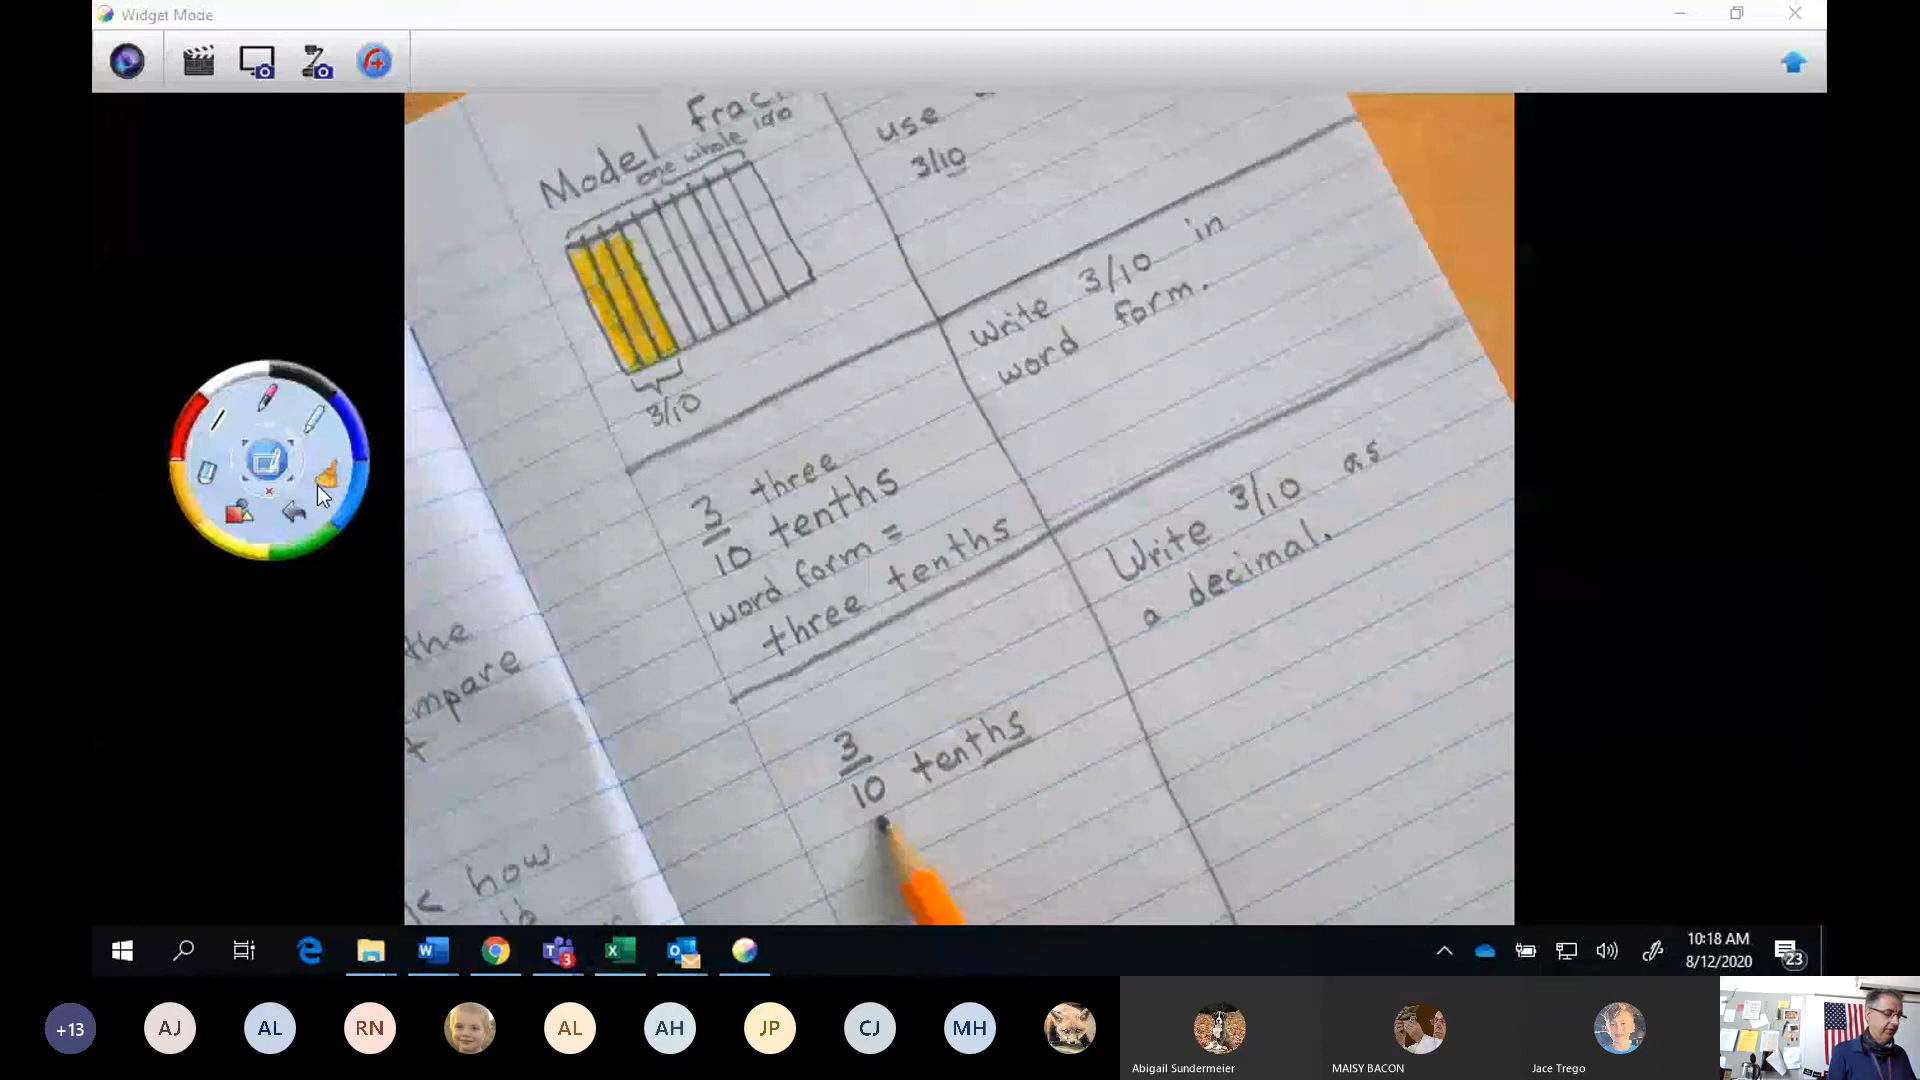 Widget Mode
Model Frac
one whole
use
3/10
3/10
Write 3/10 in
word form.
3 three
10 tenths
word form =
three tenths
Write 3/10 as
a decimal.
3
10 tenths
the
mpare
how
10:18 AM
8/12/2020
3
23
+13
AJ
AL
RN
AL
AH
JP
CJ
MH
Abigail Sundermeier
MAISY BACON
Jace Trego